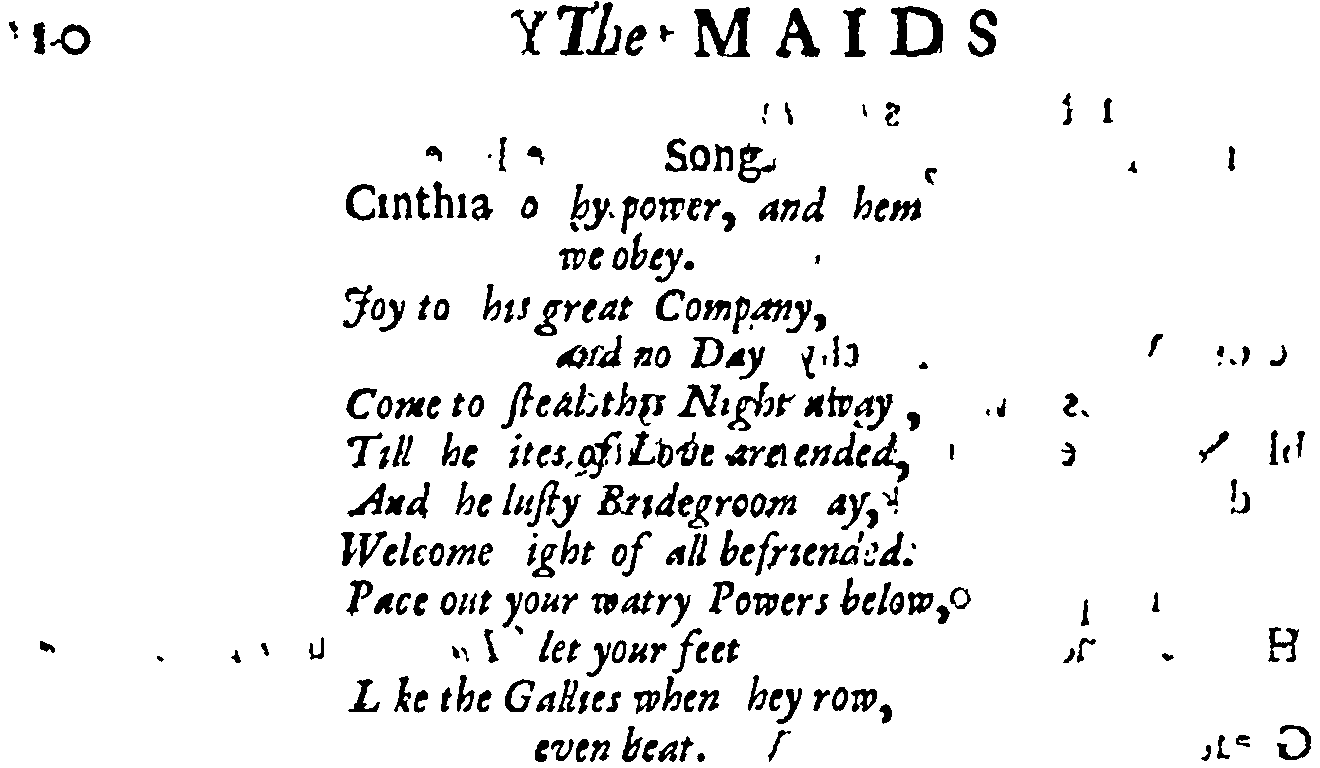 10 The MAIDS
Song.
Cinthia o hy power, and hem
we obey.
Joy to his great Company,
and no Day
Come to steal this Night away,
Till he ites of Love are ended,
And he lusty Bridegroom ay,
Welcome ight of all befriended:
Pace out your watry Powers below,
let your feet
L ke the Gallies when hey row,
even beat.